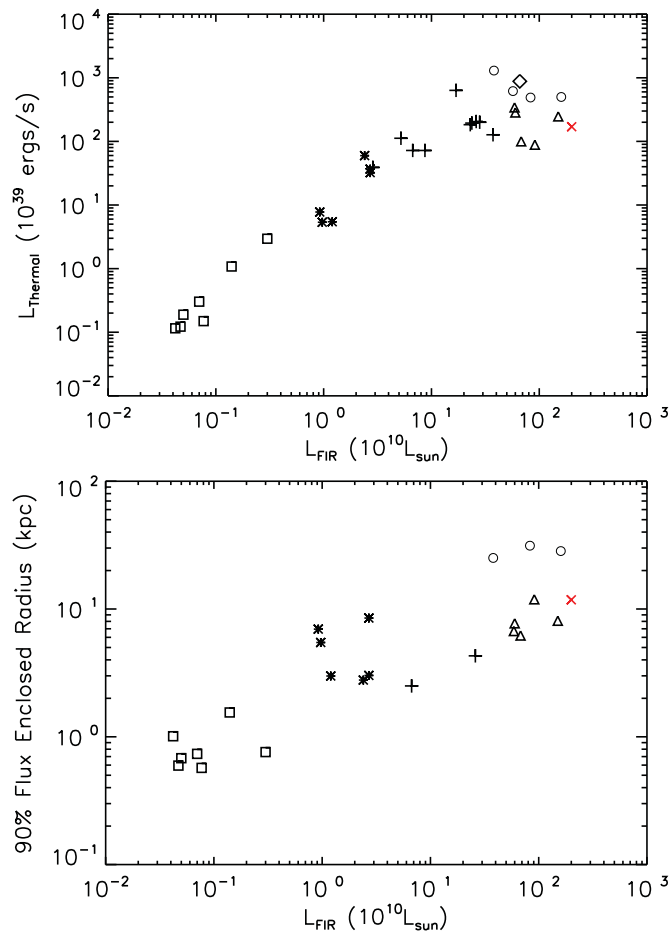 10^4
10^3
10^2
10^1
10^0
10^-1
10^-2
L_Thermal (10^39 ergs/s)
10^-2 10^-1 10^0 10^1 10^2 10^3
L_FIR (10^10 L_sun)
10^2
10^1
10^0
10^-1
90% Flux Enclosed Radius (kpc)
10^-2 10^-1 10^0 10^1 10^2 10^3
L_FIR (10^10 L_sun)